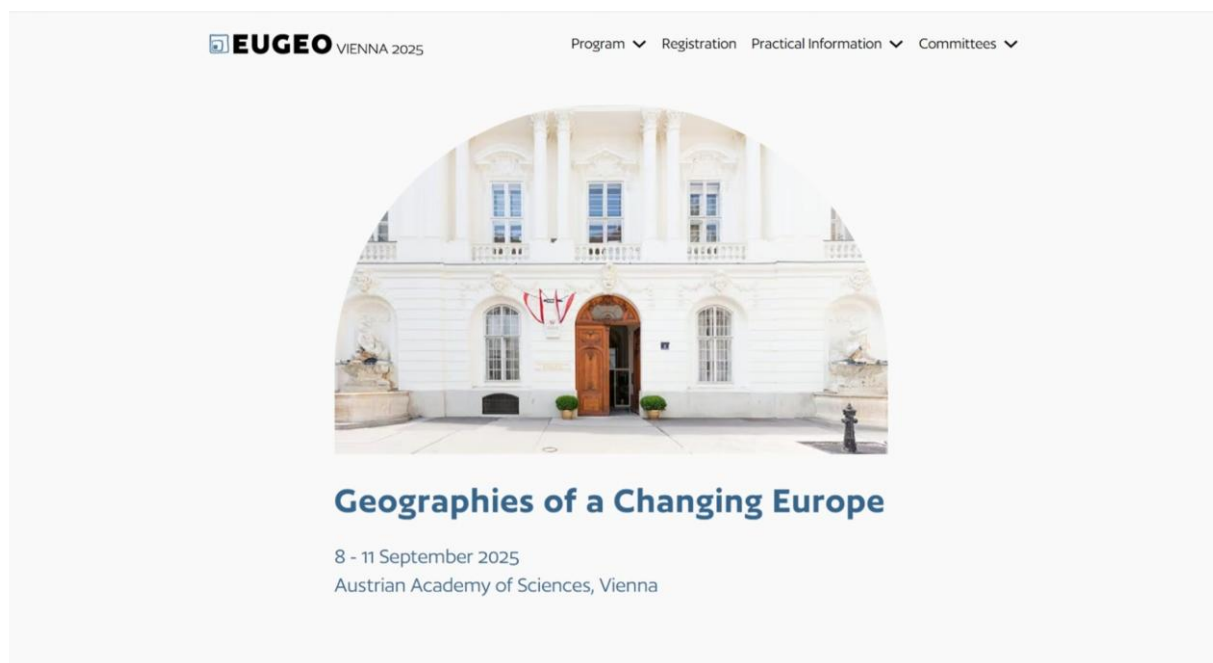 EUGEO VIENNA 2025
Program Registration Practical Information Committees
Geographies of a Changing Europe
8 - 11 September 2025
Austrian Academy of Sciences, Vienna